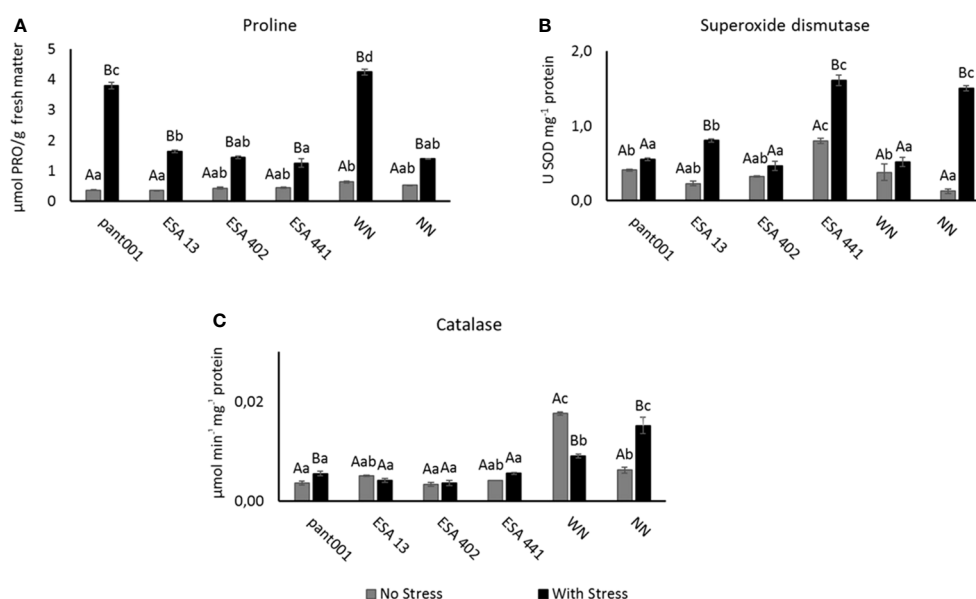 A
Proline
µmol PRO/g fresh matter
5
4
3
2
1
0
Aa Bc Aa Bb Aab Bab Aab Ba Ab Bd Aab Bab
pant001 ESA 13 ESA 402 ESA 441 WN NN
B
Superoxide dismutase
U SOD mg⁻¹ protein
2,0
1,0
0,0
Ab Aa Aab Bb Aab Aa Ac Bc Ab Aa Aa Bc
pant001 ESA 13 ESA 402 ESA 441 WN NN
C
Catalase
µmol min⁻¹ mg⁻¹ protein
0,02
0,00
Aa Ba Aab Aa Aa Aa Aab Aa Ac Bb Ab Bc
pant001 ESA 13 ESA 402 ESA 441 WN NN
No Stress With Stress